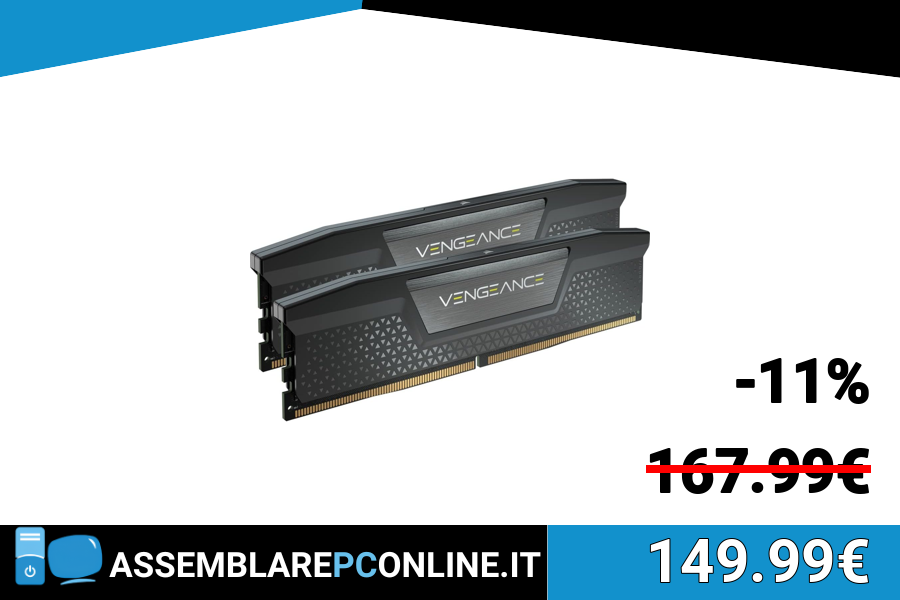 VENGEANCE
VENGEANCE
-11%
167.99€
ASSEMBLAREPCONLINE.IT
149.99€